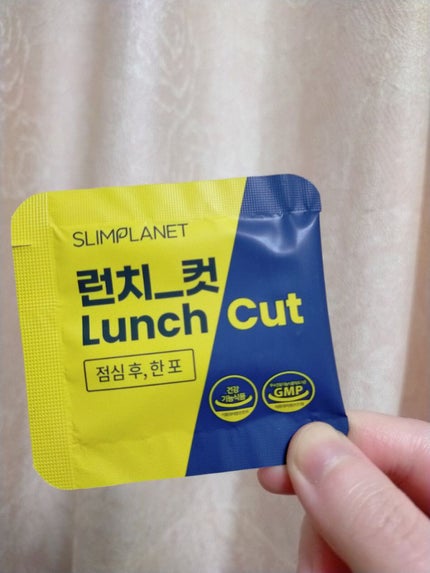 SLIMPLANET
런치_컷
Lunch Cut
점심 후, 한 포
건강
기능식품
GMP